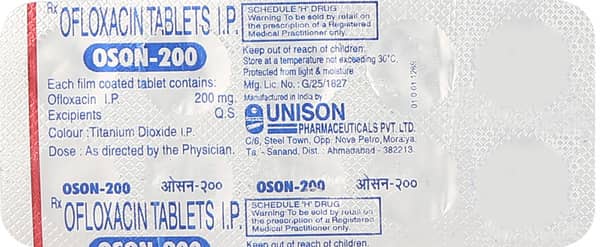 Rx OFLOXACIN TABLETS I.P.
OSON-200
Each film coated tablet contains:
Ofloxacin I.P. 200 mg.
Excipients Q.S.
Colour : Titanium Dioxide I.P.
Dose : As directed by the Physician.
SCHEDULE 'H' DRUG
Warning To be sold by retail on
the prescription of a Registered
Medical Practitioner only.
Keep out of reach of children.
Store at a temperature not exceeding 30°C.
Protected from light & moisture
Mfg. Lic. No. : G/25/1827
Manufactured in India by
UNISON
PHARMACEUTICALS PVT. LTD.
C/6, Steel Town, Opp. Nova Petro, Moraiya,
Ta. - Sanand, Dist. : Ahmadabad - 382213.
OSON-200 ओसन-२०० OSON-200 ओसन-२००
Rx OFLOXACIN TABLETS I.P.
OSON-200
SCHEDULE 'H' DRUG
Warning To be sold by retail on
the prescription of a Registered
Medical Practitioner only.
Keep out of reach of children.